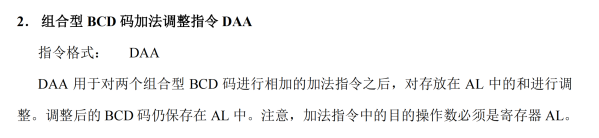 2. 组合型 BCD 码加法调整指令 DAA
指令格式： DAA
DAA 用于对两个组合型 BCD 码进行相加的加法指令之后，对存放在 AL 中的和进行调
整。调整后的 BCD 码仍保存在 AL 中。注意，加法指令中的目的操作数必须是寄存器 AL。